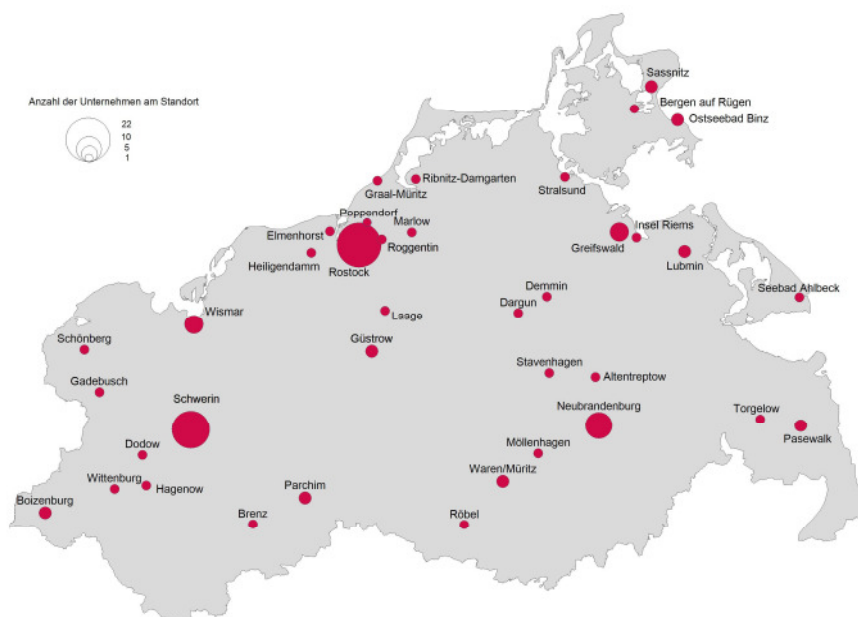 Anzahl der Unternehmen am Standort
22
10
5
1
Sassnitz
Bergen auf Rügen
Ostseebad Binz
Ribnitz-Damgarten
Stralsund
Graal-Müritz
Poppendorf
Marlow
Insel Riems
Elmenhorst
Roggentin
Greifswald
Heiligendamm
Rostock
Lubmin
Demmin
Seebad Ahlbeck
Dargun
Wismar
Laage
Schönberg
Güstrow
Stavenhagen
Altentreptow
Gadebusch
Schwerin
Neubrandenburg
Torgelow
Pasewalk
Dodow
Möllenhagen
Waren/Müritz
Wittenburg
Hagenow
Parchim
Boizenburg
Brenz
Röbel